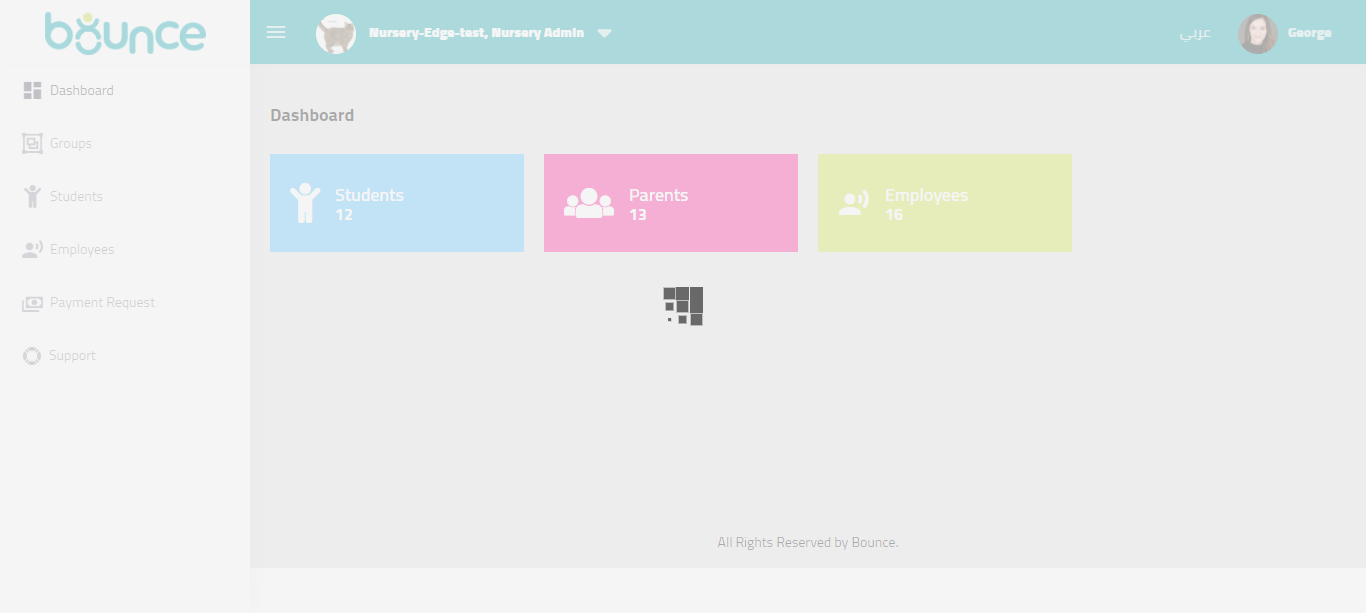 bounce
Nursery-Edge-test, Nursery Admin
عربي
George
Dashboard
Groups
Students
Employees
Payment Request
Support
Dashboard
Students
12
Parents
13
Employees
16
All Rights Reserved by Bounce.